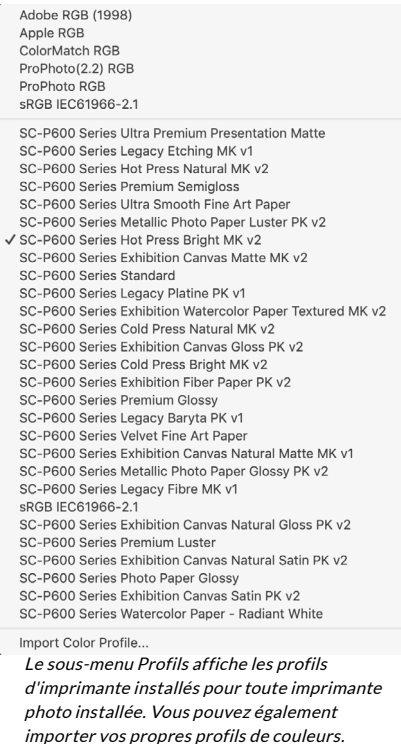 Adobe RGB (1998)
Apple RGB
ColorMatch RGB
ProPhoto(2.2) RGB
ProPhoto RGB
sRGB IEC61966-2.1
SC-P600 Series Ultra Premium Presentation Matte
SC-P600 Series Legacy Etching MK v1
SC-P600 Series Hot Press Natural MK v2
SC-P600 Series Premium Semigloss
SC-P600 Series Ultra Smooth Fine Art Paper
SC-P600 Series Metallic Photo Paper Luster PK v2
✓ SC-P600 Series Hot Press Bright MK v2
SC-P600 Series Exhibition Canvas Matte MK v2
SC-P600 Series Standard
SC-P600 Series Legacy Platine PK v1
SC-P600 Series Exhibition Watercolor Paper Textured MK v2
SC-P600 Series Cold Press Natural MK v2
SC-P600 Series Exhibition Canvas Gloss PK v2
SC-P600 Series Cold Press Bright MK v2
SC-P600 Series Exhibition Fiber Paper PK v2
SC-P600 Series Premium Glossy
SC-P600 Series Legacy Baryta PK v1
SC-P600 Series Velvet Fine Art Paper
SC-P600 Series Exhibition Canvas Natural Matte MK v1
SC-P600 Series Metallic Photo Paper Glossy PK v2
SC-P600 Series Legacy Fibre MK v1
sRGB IEC61966-2.1
SC-P600 Series Exhibition Canvas Natural Gloss PK v2
SC-P600 Series Premium Luster
SC-P600 Series Exhibition Canvas Natural Satin PK v2
SC-P600 Series Photo Paper Glossy
SC-P600 Series Exhibition Canvas Satin PK v2
SC-P600 Series Watercolor Paper - Radiant White
Import Color Profile...
Le sous-menu Profils affiche les profils
d'imprimante installés pour toute imprimante
photo installée. Vous pouvez également
importer vos propres profils de couleurs.